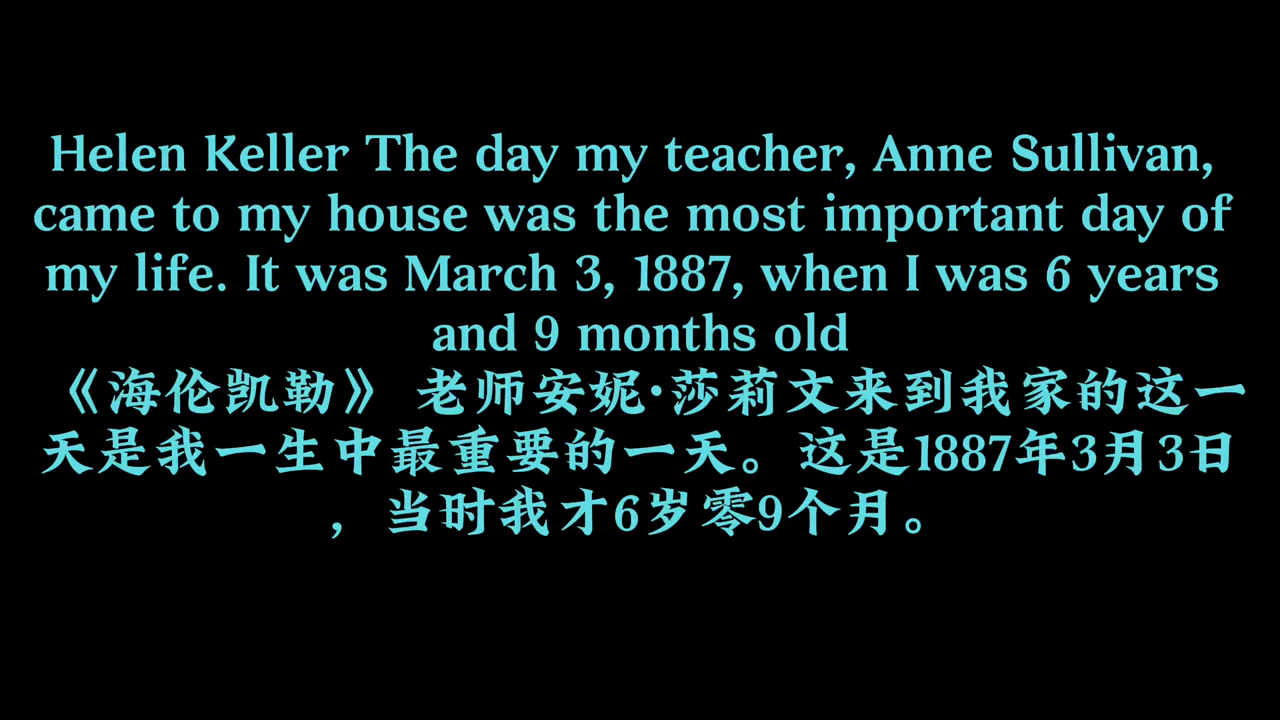 Helen Keller The day my teacher, Anne Sullivan,
came to my house was the most important day of
my life. It was March 3, 1887, when I was 6 years
and 9 months old
《海伦凯勒》 老师安妮·莎莉文来到我家的这一
天是我一生中最重要的一天。这是1887年3月3日
，当时我才6岁零9个月。